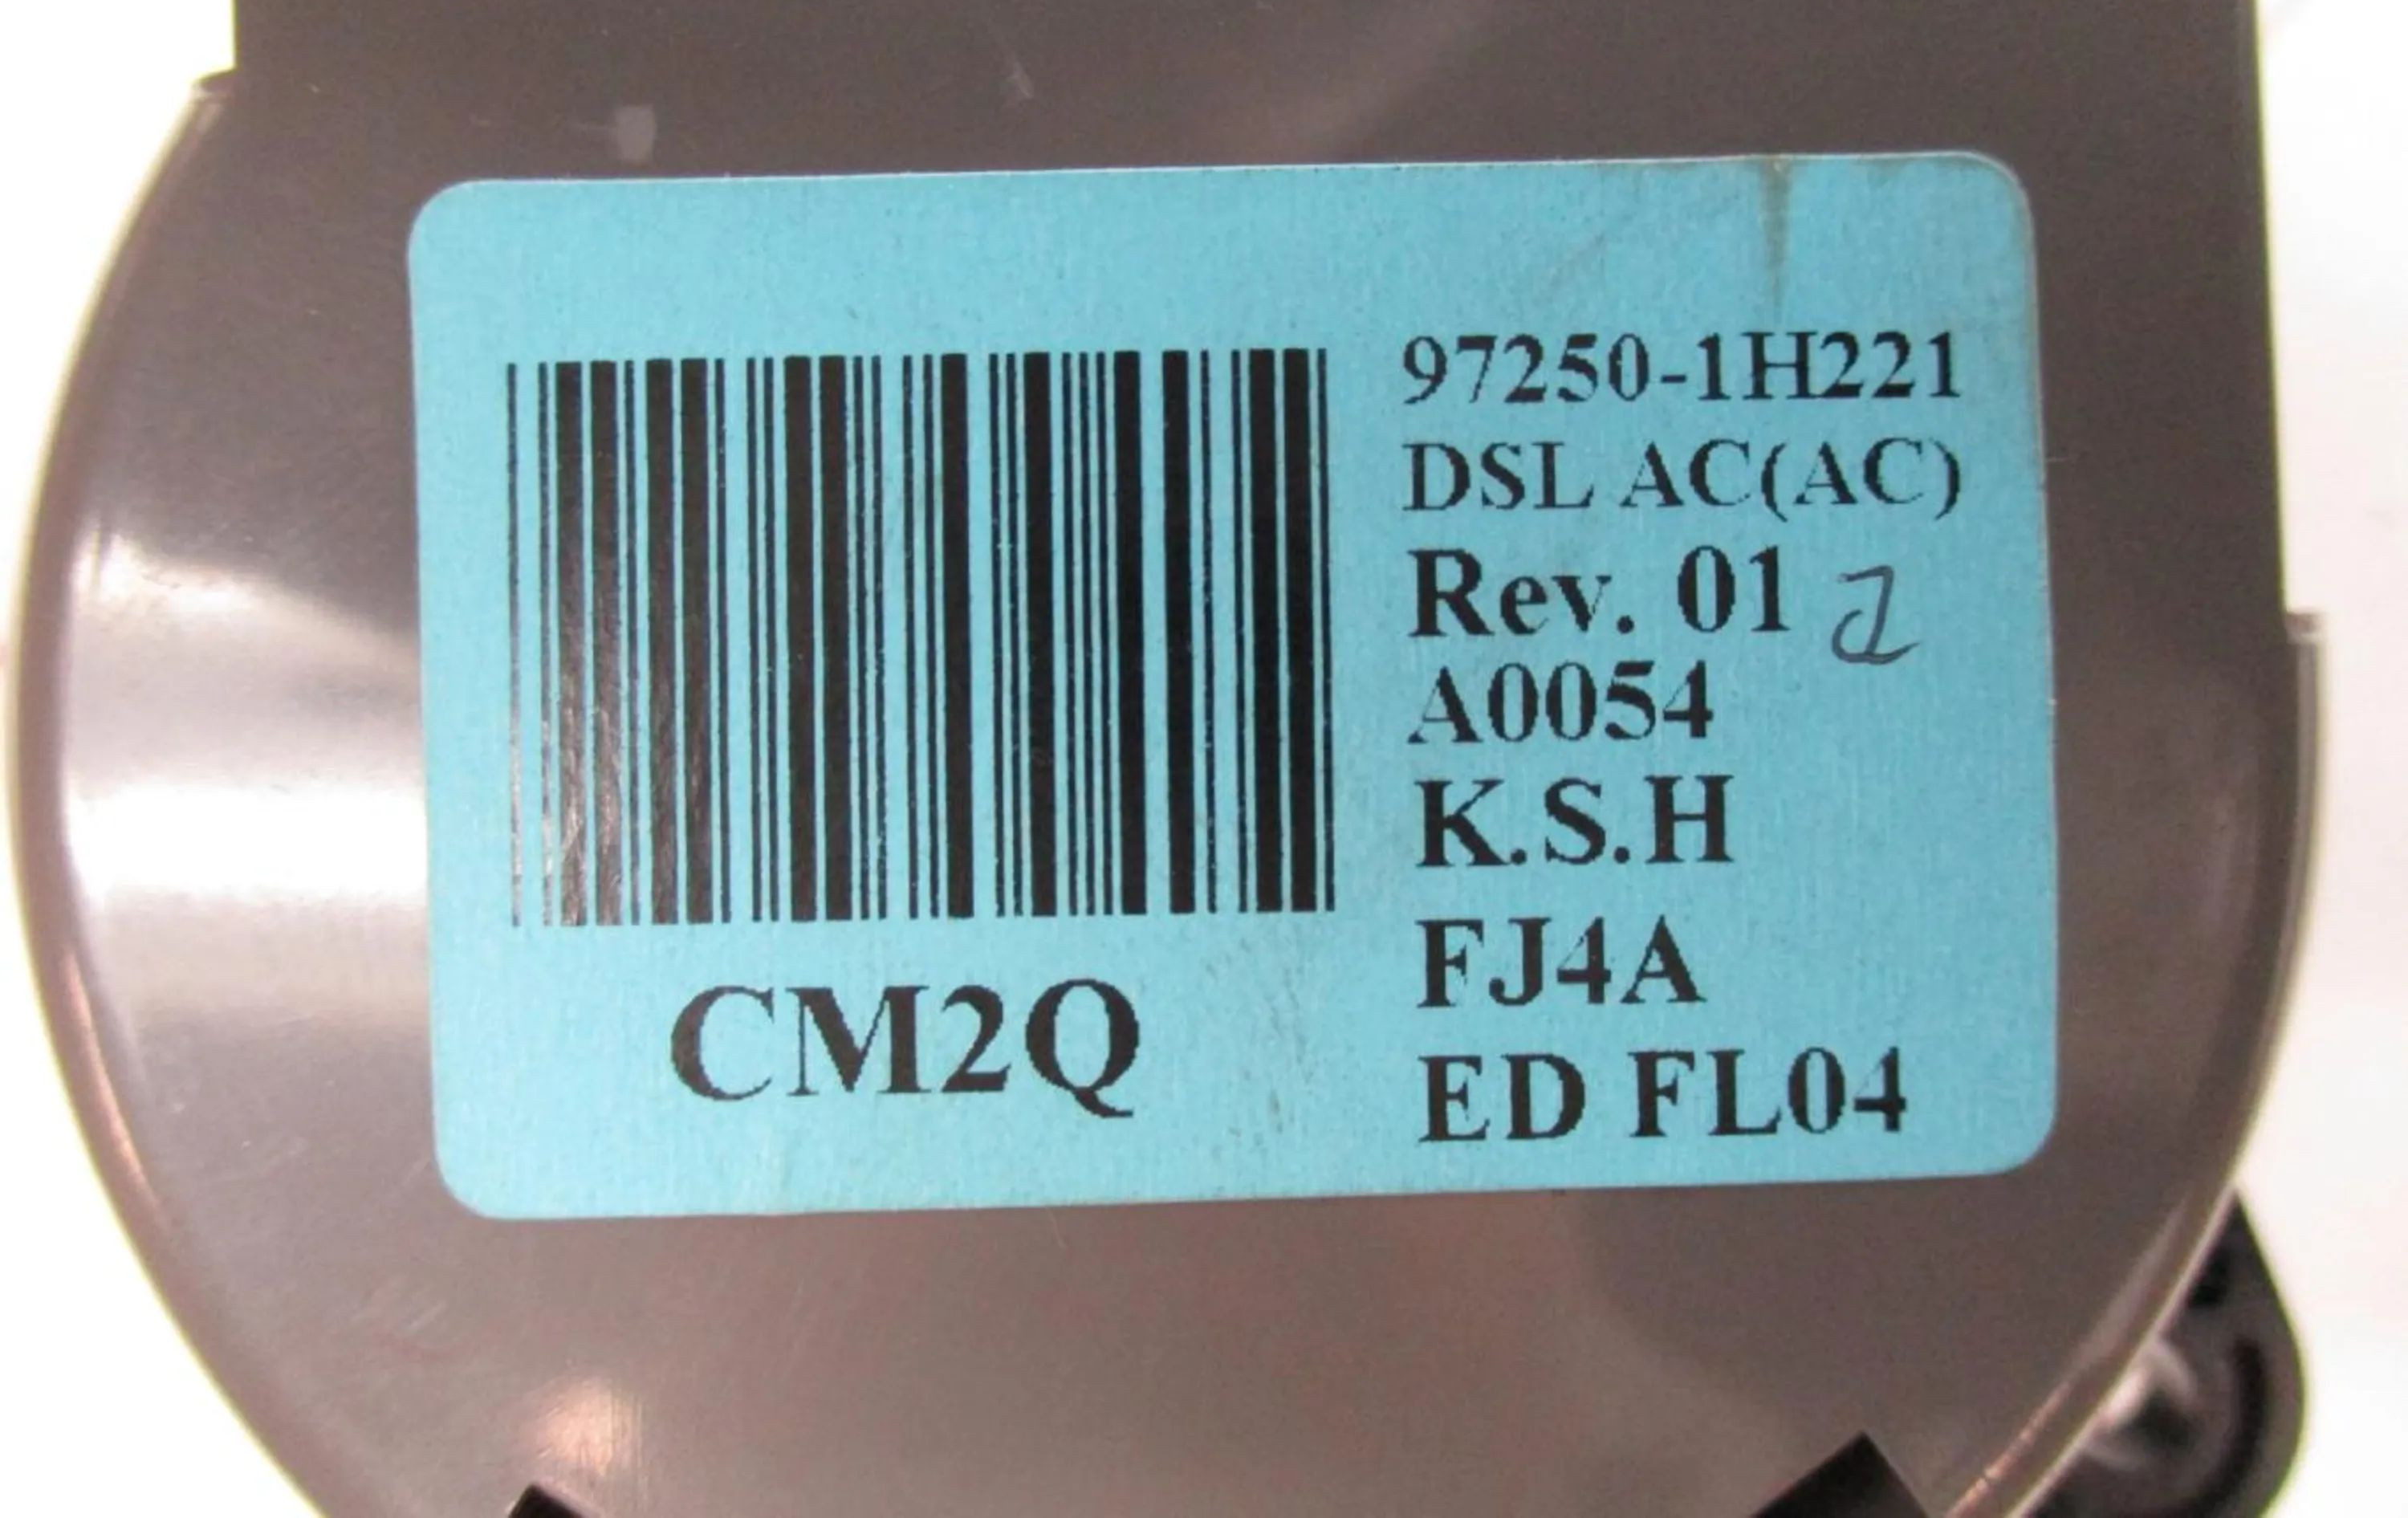 97250-1H221
DSL AC(AC)
Rev. 01
A0054
K.S.H
FJ4A
ED FL04
CM2Q